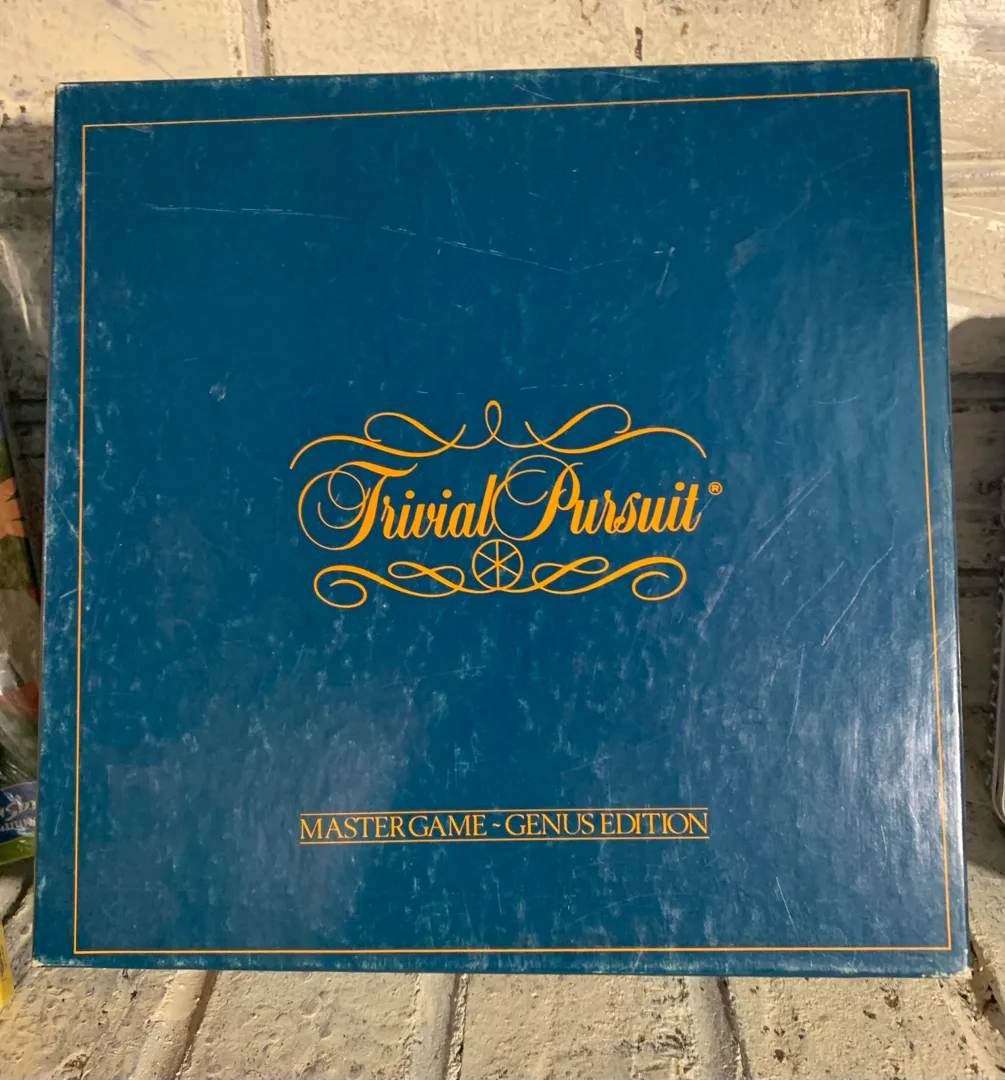 Trivial Pursuit®
MASTER GAME ~ GENUS EDITION